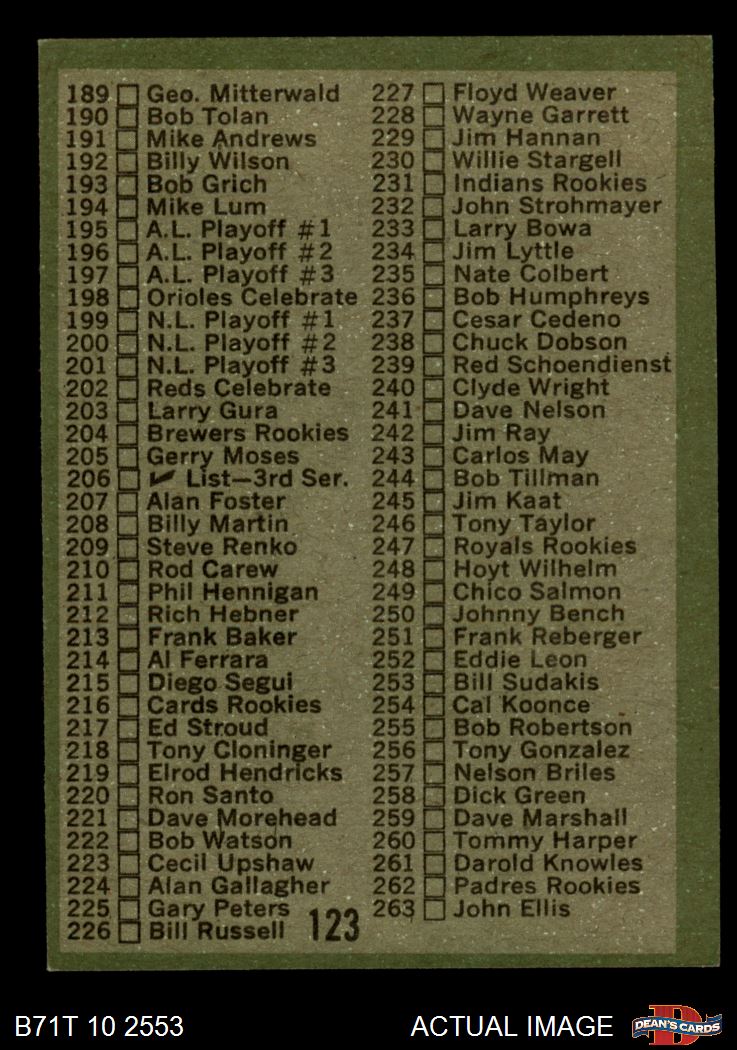 189 Geo. Mitterwald
190 Bob Tolan
191 Mike Andrews
192 Billy Wilson
193 Bob Grich
194 Mike Lum
195 A.L. Playoff #1
196 A.L. Playoff #2
197 A.L. Playoff #3
198 Orioles Celebrate
199 N.L. Playoff #1
200 N.L. Playoff #2
201 N.L. Playoff #3
202 Reds Celebrate
203 Larry Gura
204 Brewers Rookies
205 Gerry Moses
206 ✔ List—3rd Ser.
207 Alan Foster
208 Billy Martin
209 Steve Renko
210 Rod Carew
211 Phil Hennigan
212 Rich Hebner
213 Frank Baker
214 Al Ferrara
215 Diego Segui
216 Cards Rookies
217 Ed Stroud
218 Tony Cloninger
219 Elrod Hendricks
220 Ron Santo
221 Dave Morehead
222 Bob Watson
223 Cecil Upshaw
224 Alan Gallagher
225 Gary Peters
226 Bill Russell
227 Floyd Weaver
228 Wayne Garrett
229 Jim Hannan
230 Willie Stargell
231 Indians Rookies
232 John Strohmayer
233 Larry Bowa
234 Jim Lyttle
235 Nate Colbert
236 Bob Humphreys
237 Cesar Cedeno
238 Chuck Dobson
239 Red Schoendienst
240 Clyde Wright
241 Dave Nelson
242 Jim Ray
243 Carlos May
244 Bob Tillman
245 Jim Kaat
246 Tony Taylor
247 Royals Rookies
248 Hoyt Wilhelm
249 Chico Salmon
250 Johnny Bench
251 Frank Reberger
252 Eddie Leon
253 Bill Sudakis
254 Cal Koonce
255 Bob Robertson
256 Tony Gonzalez
257 Nelson Briles
258 Dick Green
259 Dave Marshall
260 Tommy Harper
261 Darold Knowles
262 Padres Rookies
263 John Ellis
123
B71T 10 2553
ACTUAL IMAGE
DEAN'S CARDS